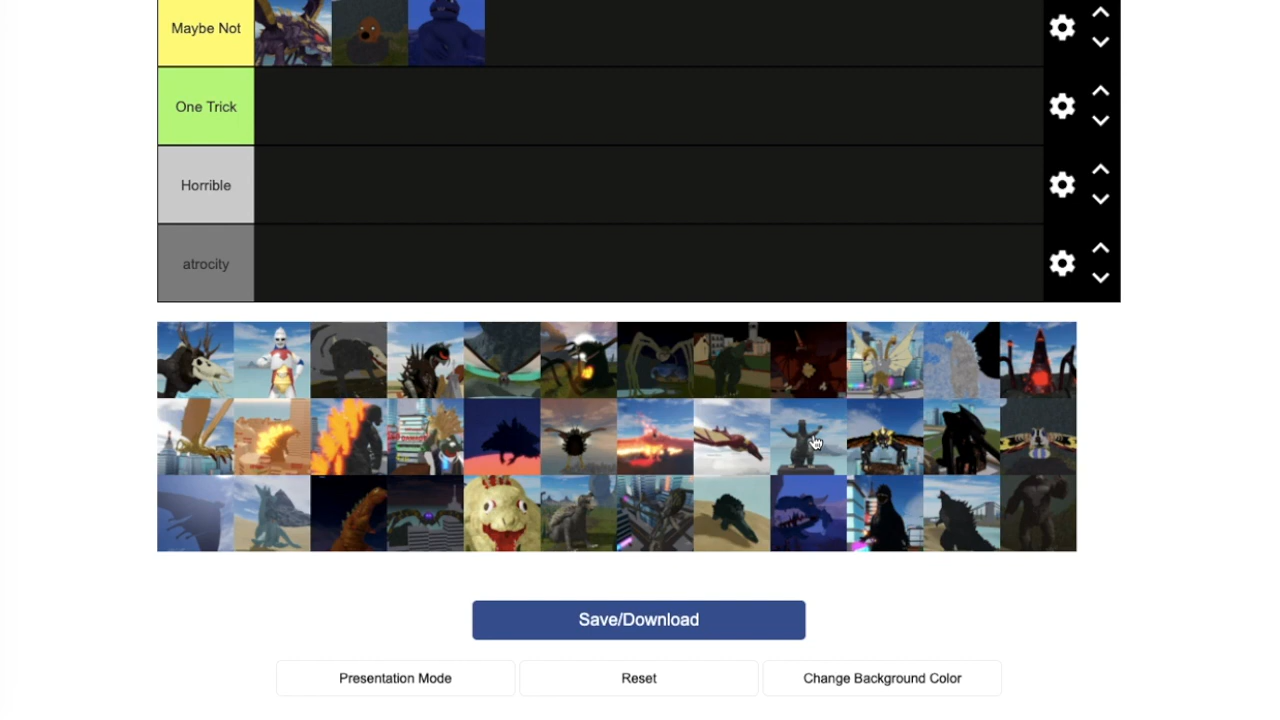 Maybe Not
One Trick
Horrible
atrocity
Save/Download
Presentation Mode
Reset
Change Background Color